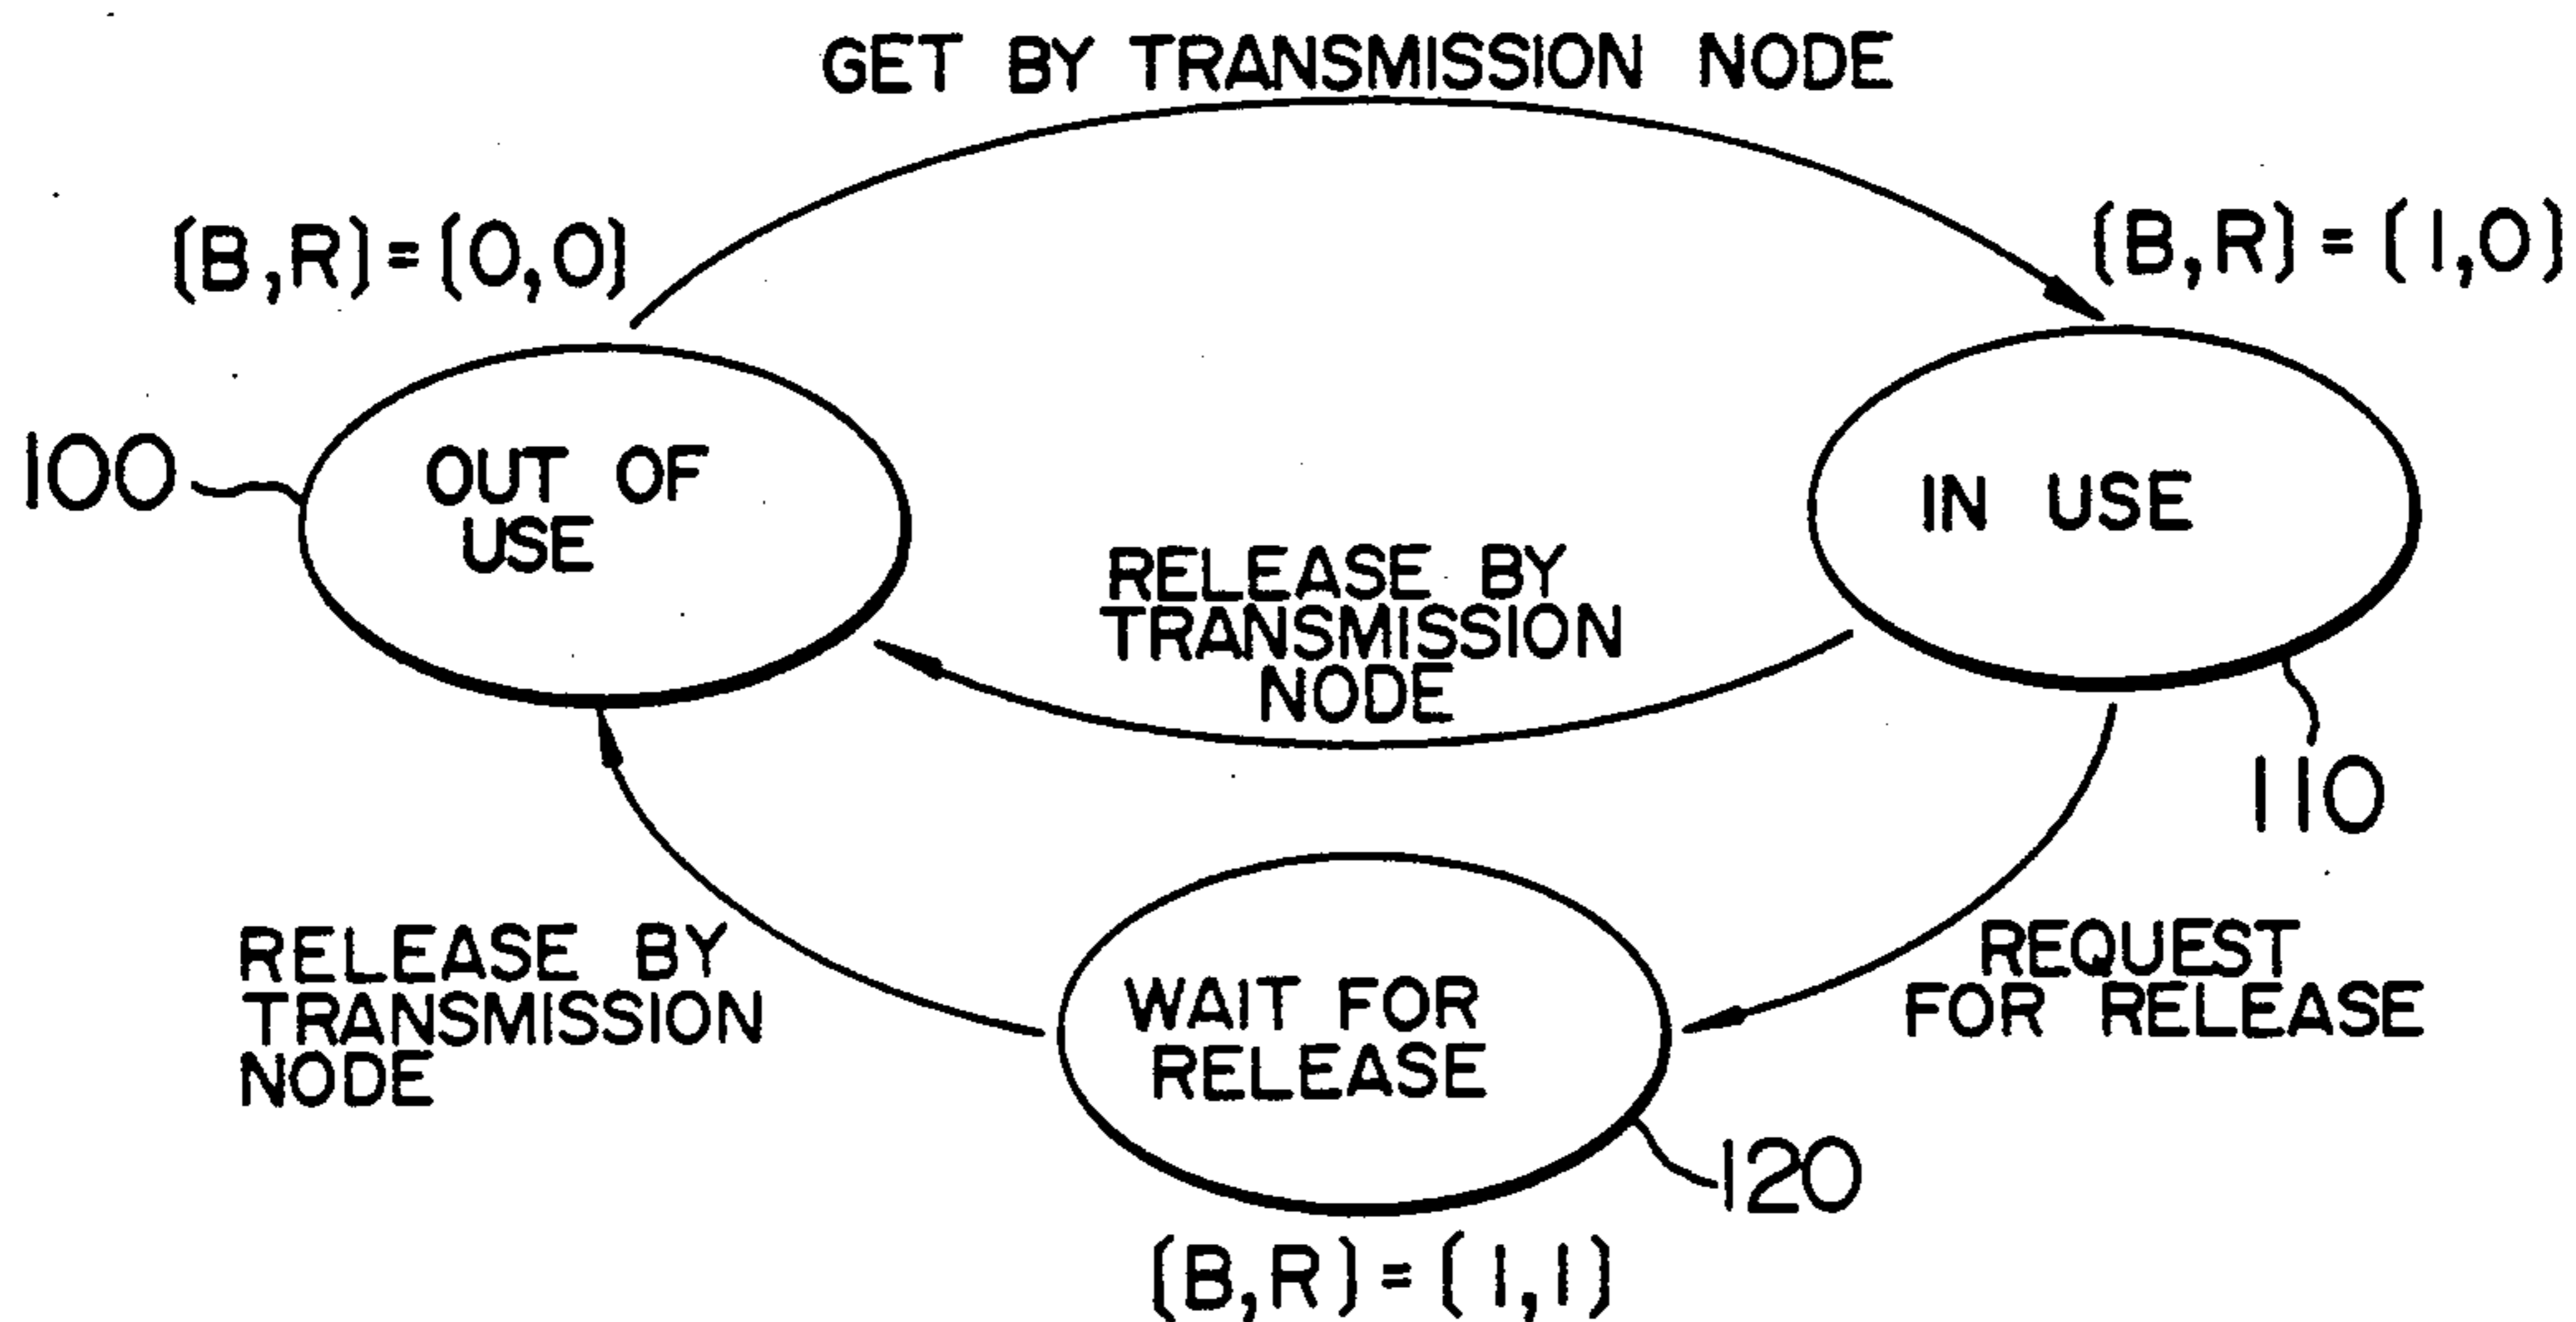 GET BY TRANSMISSION NODE
(B,R)=(0,0)
(B,R)=(1,0)
100
OUT OF
USE
IN USE
RELEASE BY
TRANSMISSION
NODE
110
RELEASE BY
TRANSMISSION
NODE
WAIT FOR
RELEASE
REQUEST
FOR RELEASE
120
(B,R)=(1,1)